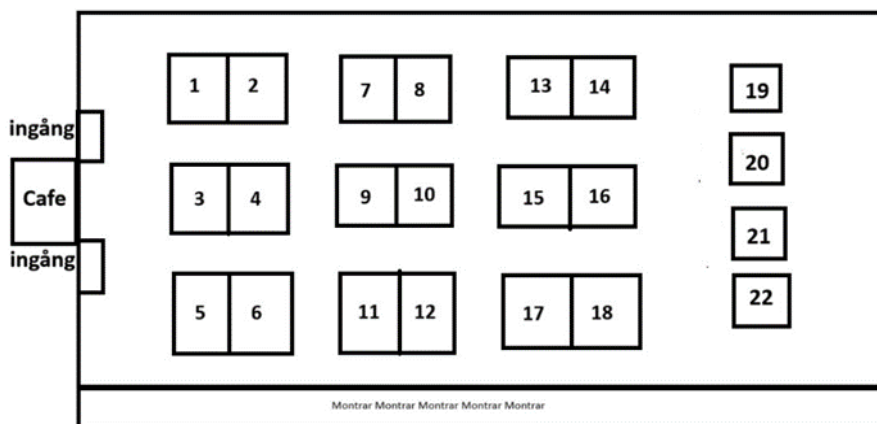 1 2 7 8 13 14 19
ingång
20
Cafe 3 4 9 10 15 16
21
ingång
5 6 11 12 17 18 22
Montrar Montrar Montrar Montrar Montrar